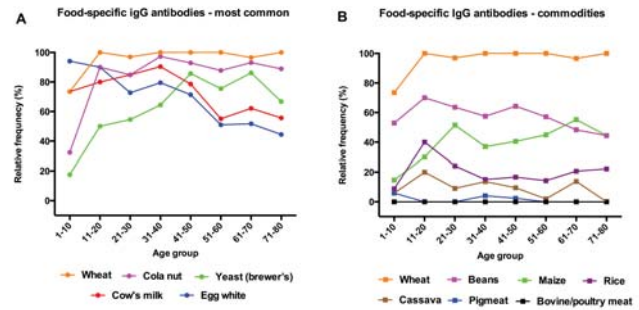 A
Food-specific igG antibodies - most common
Relative frequnecy (%)
100
80
60
40
20
0
1-10
11-20
21-30
31-40
41-50
51-60
61-70
71-80
Age group
Wheat
Cola nut
Yeast (brewer's)
Cow's milk
Egg white
B
Food-specific IgG antibodies - commodities
Relative frequency (%)
100
80
60
40
20
0
1-10
11-20
21-30
31-40
41-50
51-60
61-70
71-80
Age group
Wheat
Beans
Maize
Rice
Cassava
Pigmeat
Bovine/poultry meat